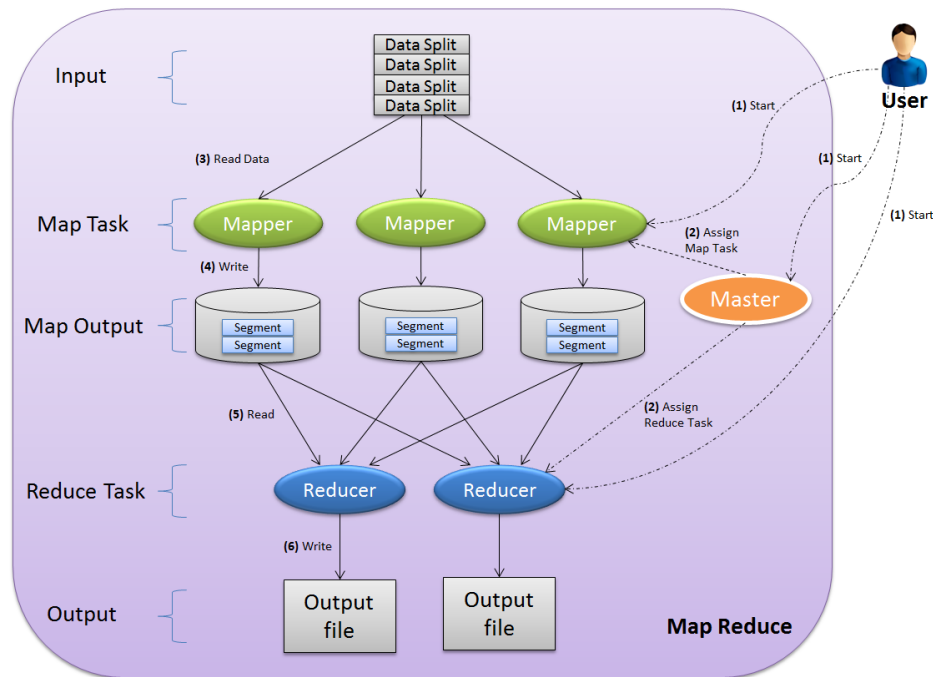 Data Split
Data Split
Data Split
Data Split
Input
User
(1) Start
(3) Read Data
(1) Start
Map Task
Mapper
Mapper
Mapper
(1) Start
(2) Assign
Map Task
(4) Write
Master
Map Output
Segment
Segment
Segment
Segment
Segment
Segment
(5) Read
(2) Assign
Reduce Task
Reduce Task
Reducer
Reducer
(6) Write
Output
Output
file
Output
file
Map Reduce